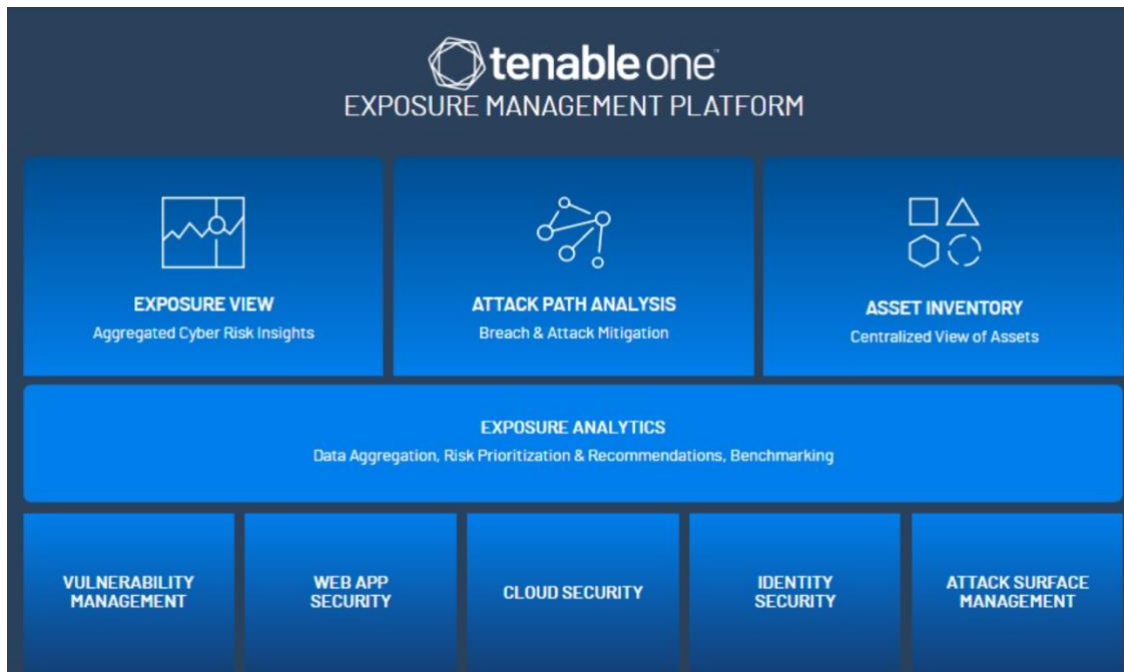 tenable one™
EXPOSURE MANAGEMENT PLATFORM
EXPOSURE VIEW
Aggregated Cyber Risk Insights
ATTACK PATH ANALYSIS
Breach & Attack Mitigation
ASSET INVENTORY
Centralized View of Assets
EXPOSURE ANALYTICS
Data Aggregation, Risk Prioritization & Recommendations, Benchmarking
VULNERABILITY
MANAGEMENT
WEB APP
SECURITY
CLOUD SECURITY
IDENTITY
SECURITY
ATTACK SURFACE
MANAGEMENT